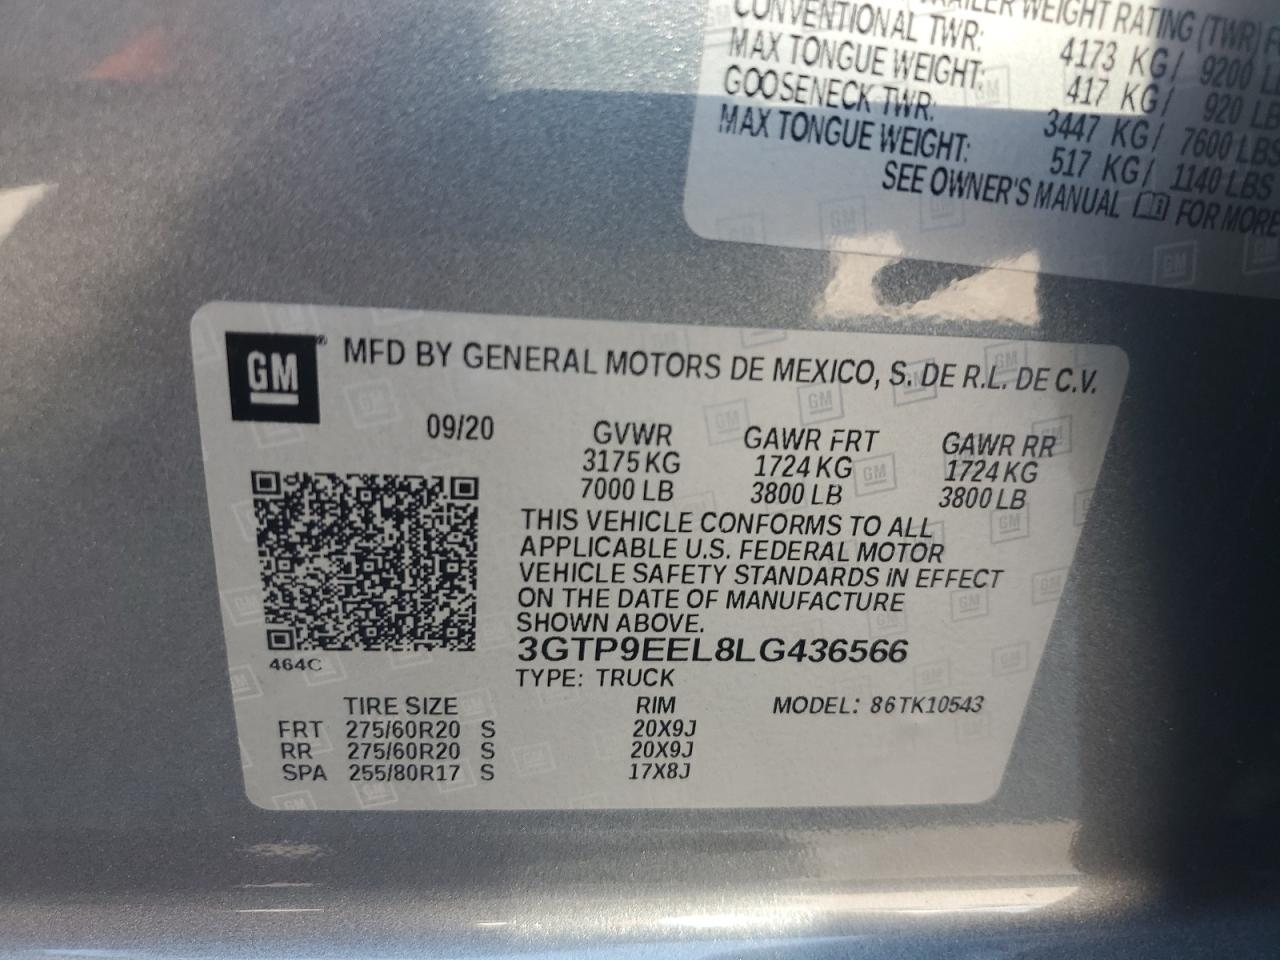 TRAILER WEIGHT RATING (TWR)
CONVENTIONAL TWR: 4173 KG/ 9200
MAX TONGUE WEIGHT: 417 KG/ 920 LB
GOOSENECK TWR: 3447 KG/ 7600 LBS
MAX TONGUE WEIGHT: 517 KG/ 1140 LBS
SEE OWNER'S MANUAL FOR MORE
GM® MFD BY GENERAL MOTORS DE MEXICO, S. DE R.L. DE C.V.
09/20 GVWR GAWR FRT GAWR RR
3175 KG 1724 KG 1724 KG
7000 LB 3800 LB 3800 LB
THIS VEHICLE CONFORMS TO ALL
APPLICABLE U.S. FEDERAL MOTOR
VEHICLE SAFETY STANDARDS IN EFFECT
ON THE DATE OF MANUFACTURE
SHOWN ABOVE.
3GTP9EEL8LG436566
464C
TYPE: TRUCK
TIRE SIZE RIM MODEL: 86TK10543
FRT 275/60R20 S 20X9J
RR 275/60R20 S 20X9J
SPA 255/80R17 S 17X8J